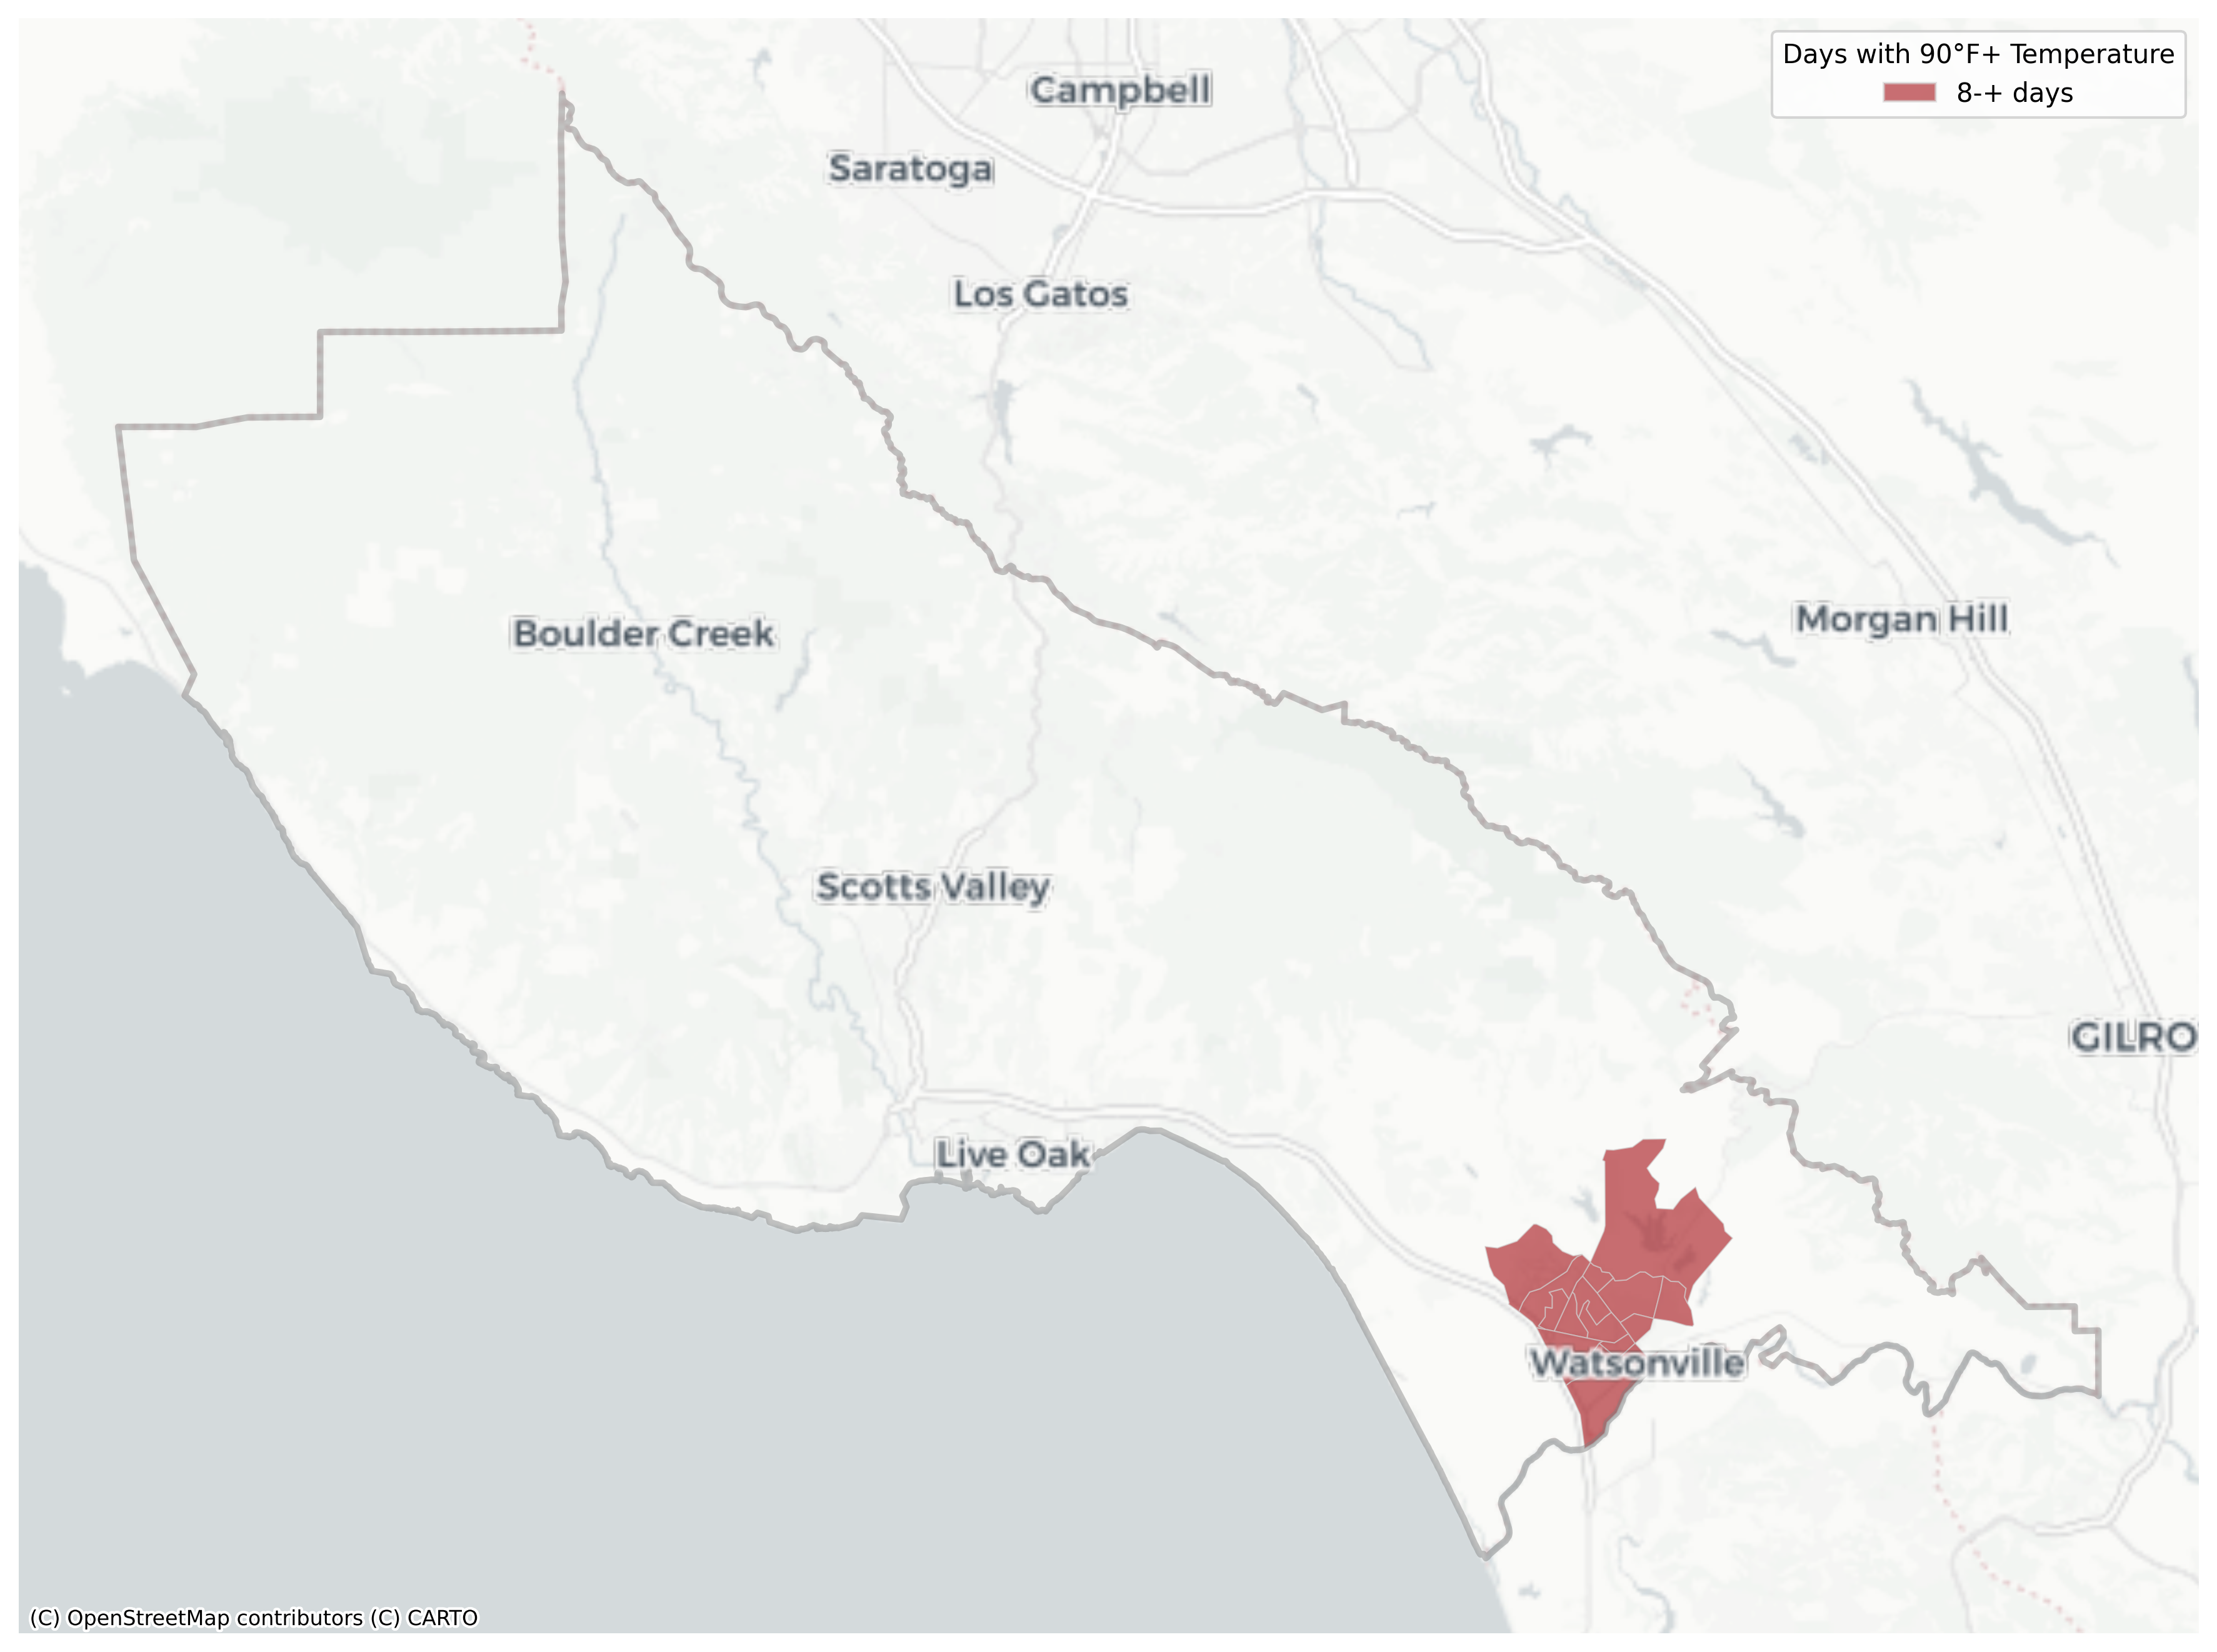 Days with 90°F+ Temperature
8-+ days
Campbell
Saratoga
Los Gatos
Boulder Creek
Morgan Hill
Scotts Valley
GILRO
Live Oak
Watsonville
(C) OpenStreetMap contributors (C) CARTO